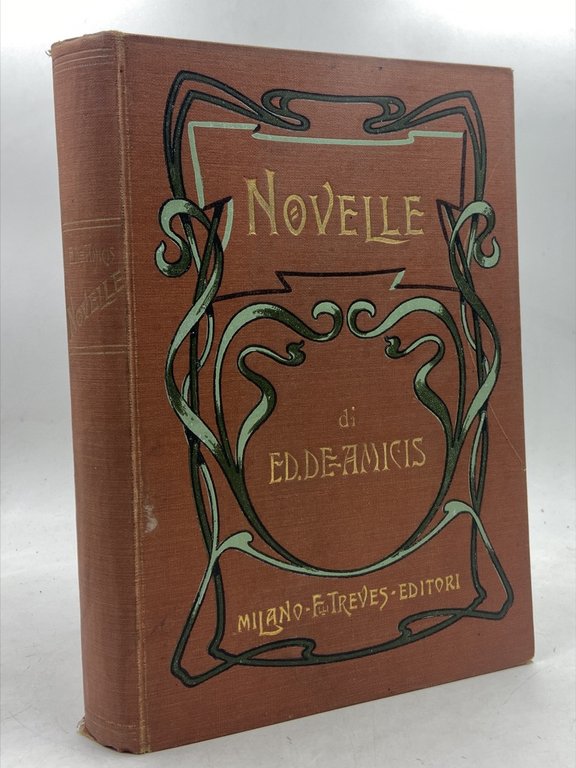 NOVELLE
di
ED. DE-AMICIS
MILANO - F.lli TREVES - EDITORI
E. DE AMICIS
NOVELLE